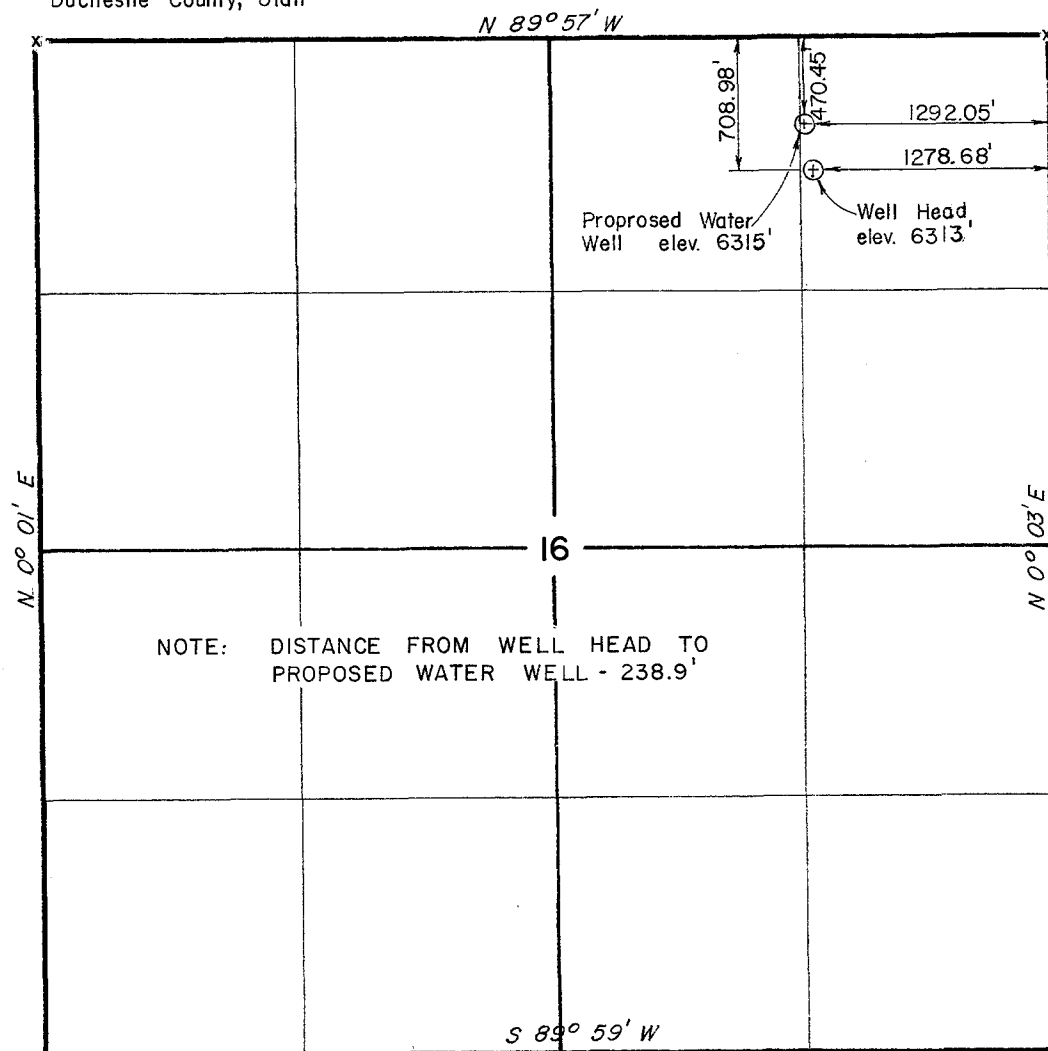 Duchesne County, Utah
N 89° 57' W
708.98'
470.45'
1292.05'
1278.68'
Proprosed Water
Well elev. 6315'
Well Head
elev. 6313'
N. 0° 01' E
16
N 0° 03' E
NOTE: DISTANCE FROM WELL HEAD TO
PROPOSED WATER WELL - 238.9'
S 89° 59' W